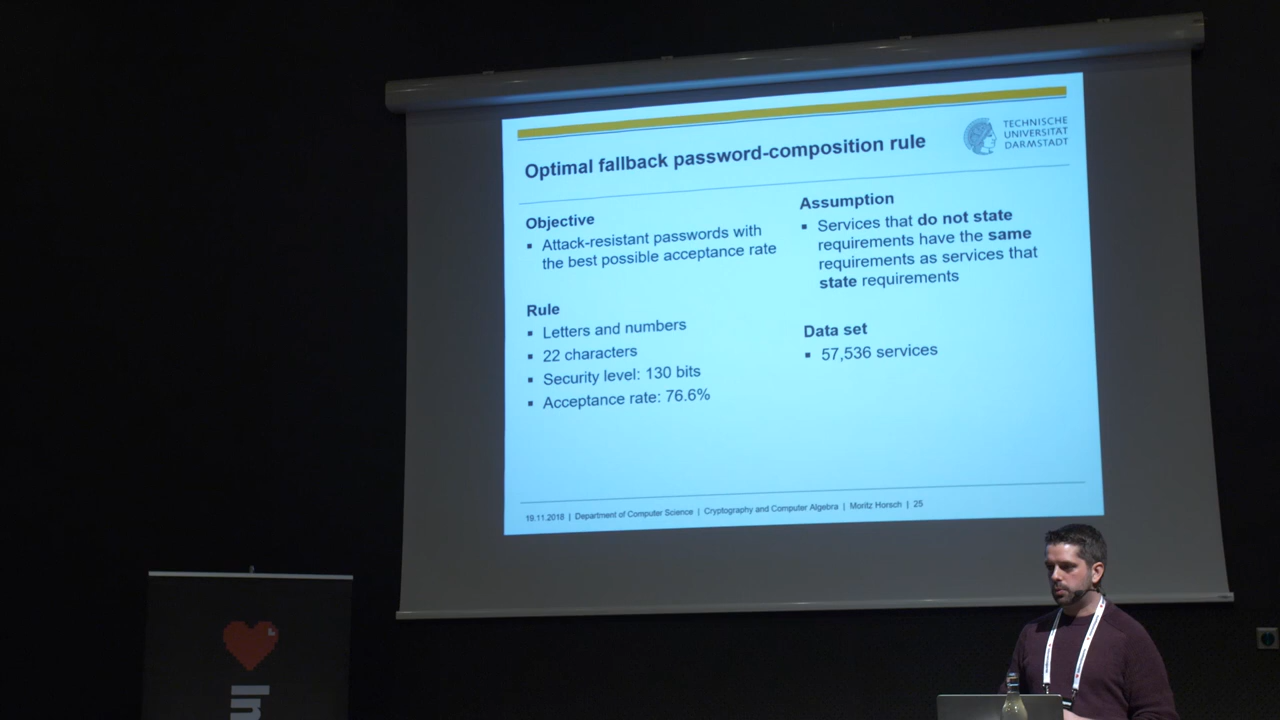 TECHNISCHE
UNIVERSITÄT
DARMSTADT
Optimal fallback password-composition rule
Objective
▪ Attack-resistant passwords with
the best possible acceptance rate
Rule
▪ Letters and numbers
▪ 22 characters
▪ Security level: 130 bits
▪ Acceptance rate: 76.6%
Assumption
▪ Services that do not state
requirements have the same
requirements as services that
state requirements
Data set
▪ 57,536 services
19.11.2018 | Department of Computer Science | Cryptography and Computer Algebra | Moritz Horsch | 25
In